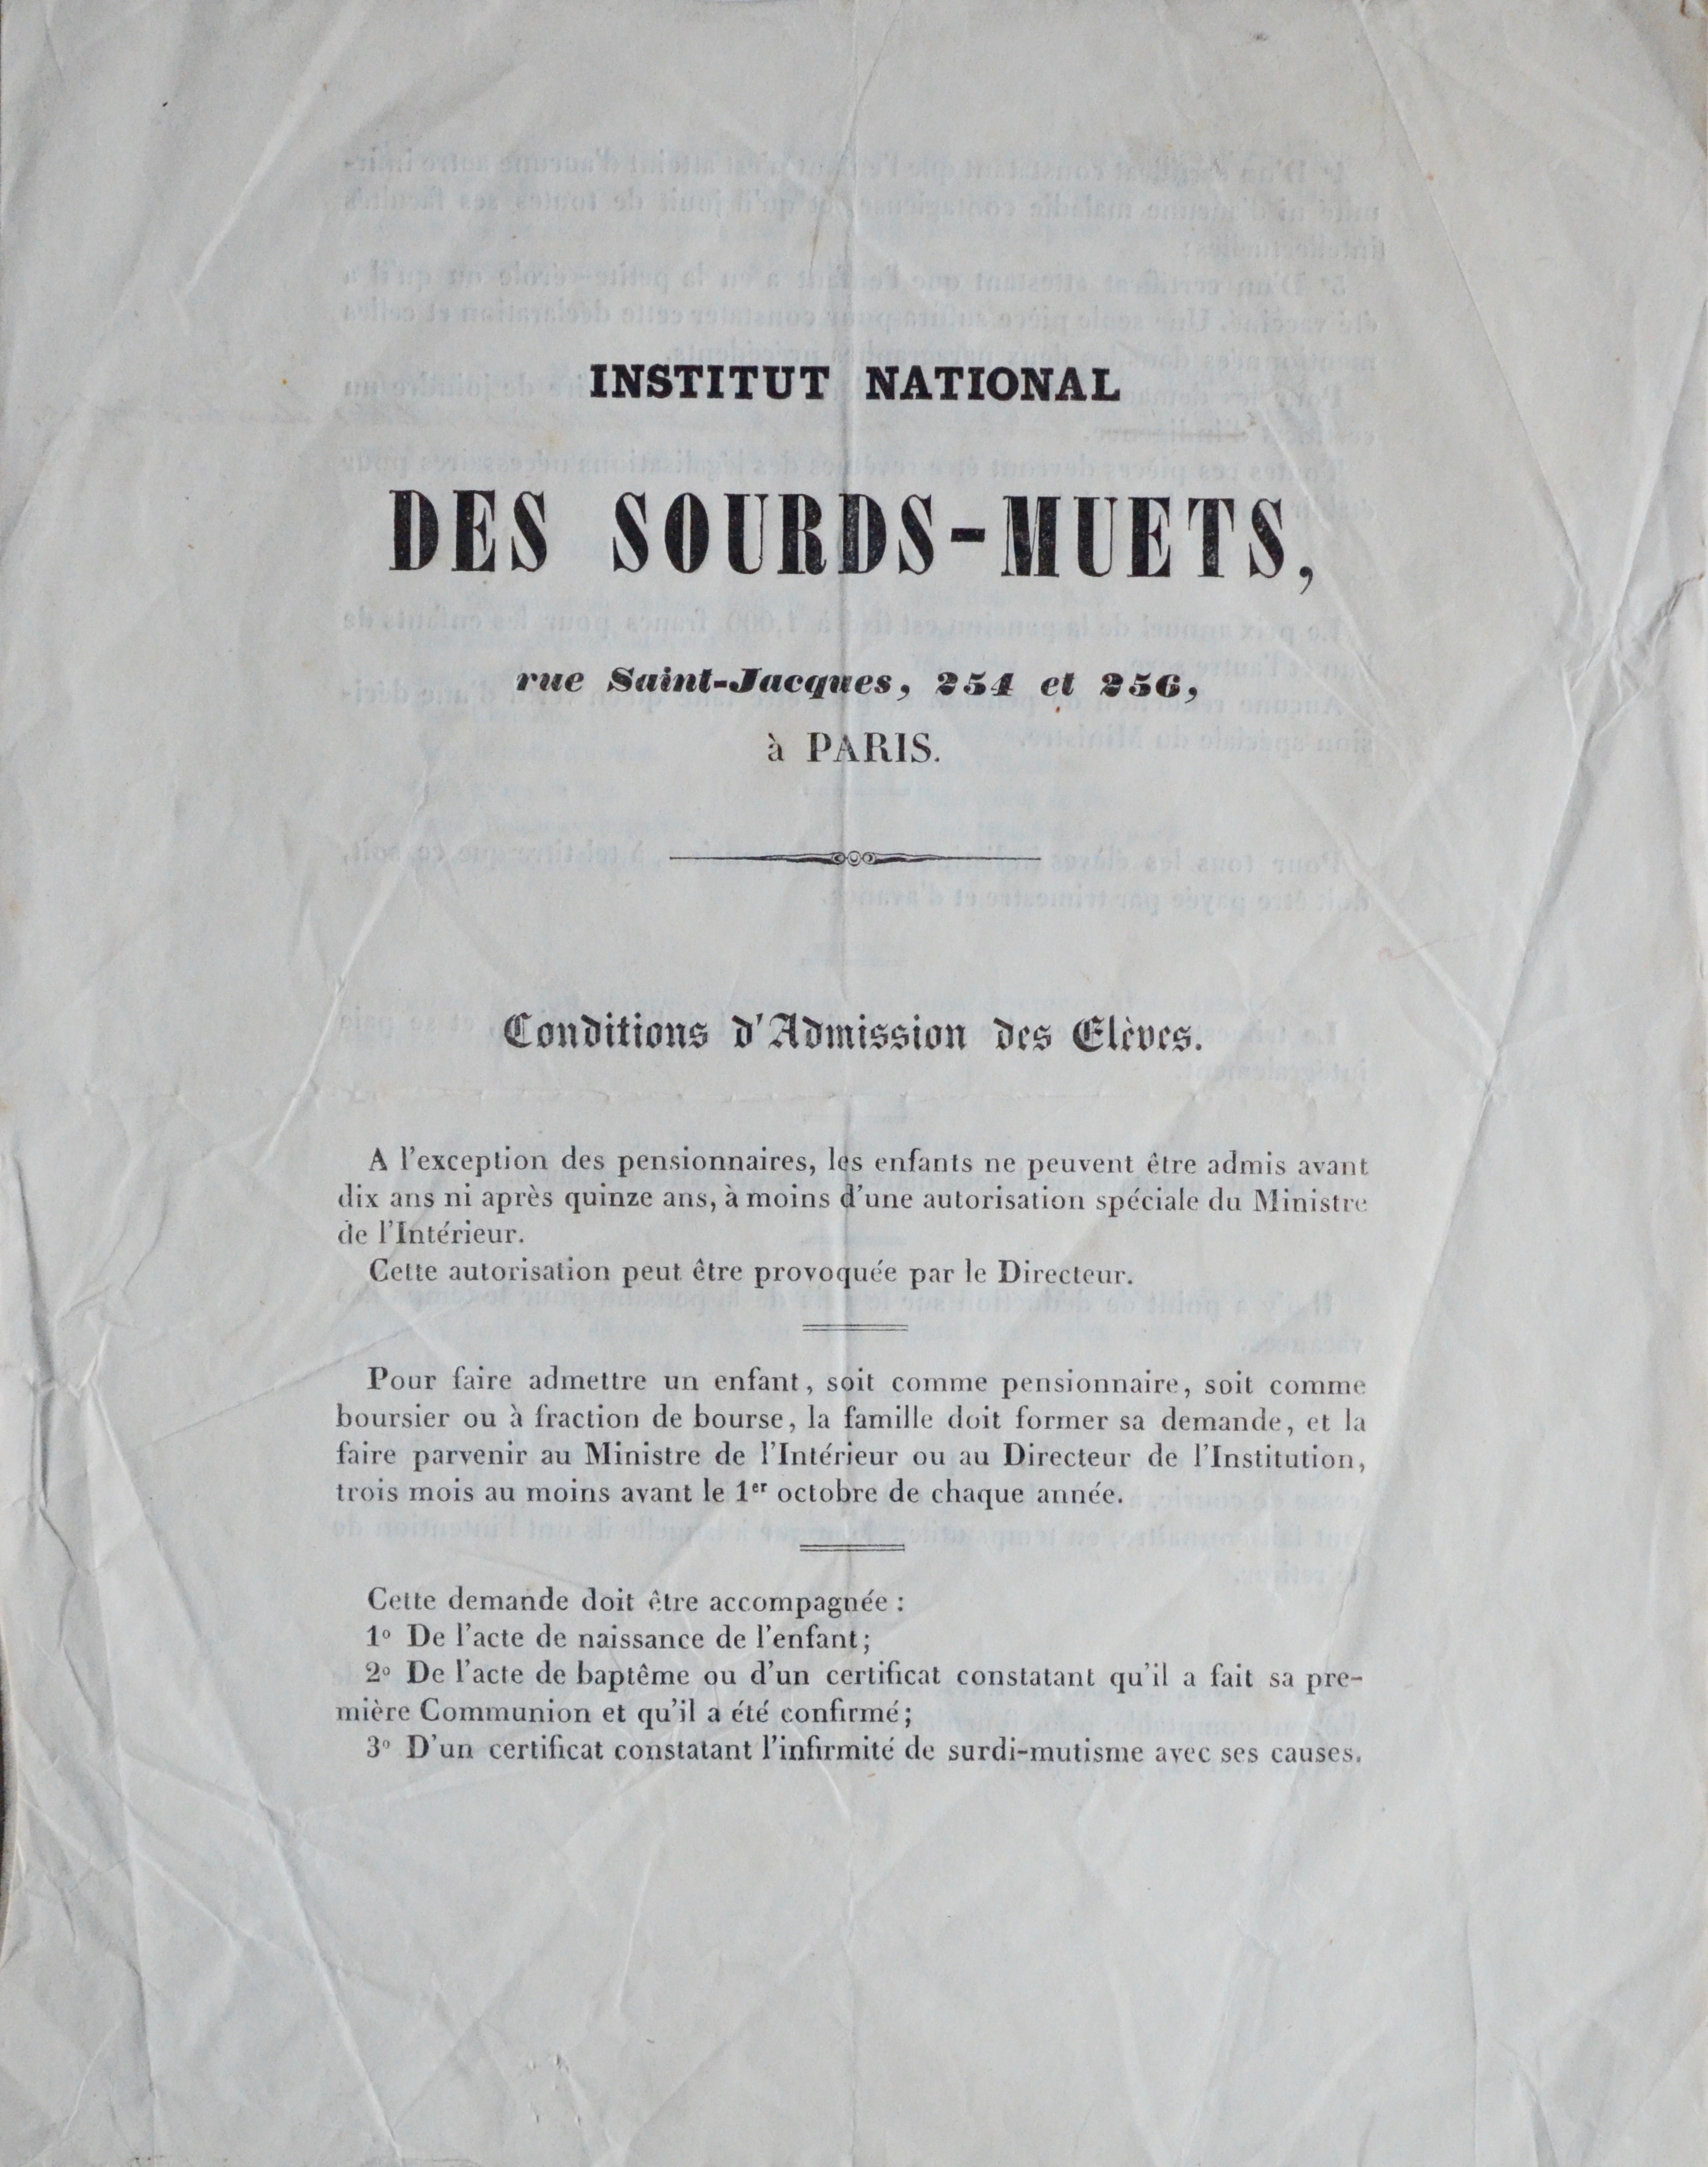 INSTITUT NATIONAL
DES SOURDS-MUETS,
rue Saint-Jacques, 254 et 256,
à PARIS.
Conditions d'Admission des Elèves.
A l'exception des pensionnaires, les enfants ne peuvent être admis avant
dix ans ni après quinze ans, à moins d'une autorisation spéciale du Ministre
de l'Intérieur.
Cette autorisation peut être provoquée par le Directeur.
Pour faire admettre un enfant, soit comme pensionnaire, soit comme
boursier ou à fraction de bourse, la famille doit former sa demande, et la
faire parvenir au Ministre de l'Intérieur ou au Directeur de l'Institution,
trois mois au moins avant le 1er octobre de chaque année.
Cette demande doit être accompagnée :
1o De l'acte de naissance de l'enfant;
2o De l'acte de baptême ou d'un certificat constatant qu'il a fait sa pre-
mière Communion et qu'il a été confirmé;
3o D'un certificat constatant l'infirmité de surdi-mutisme avec ses causes.